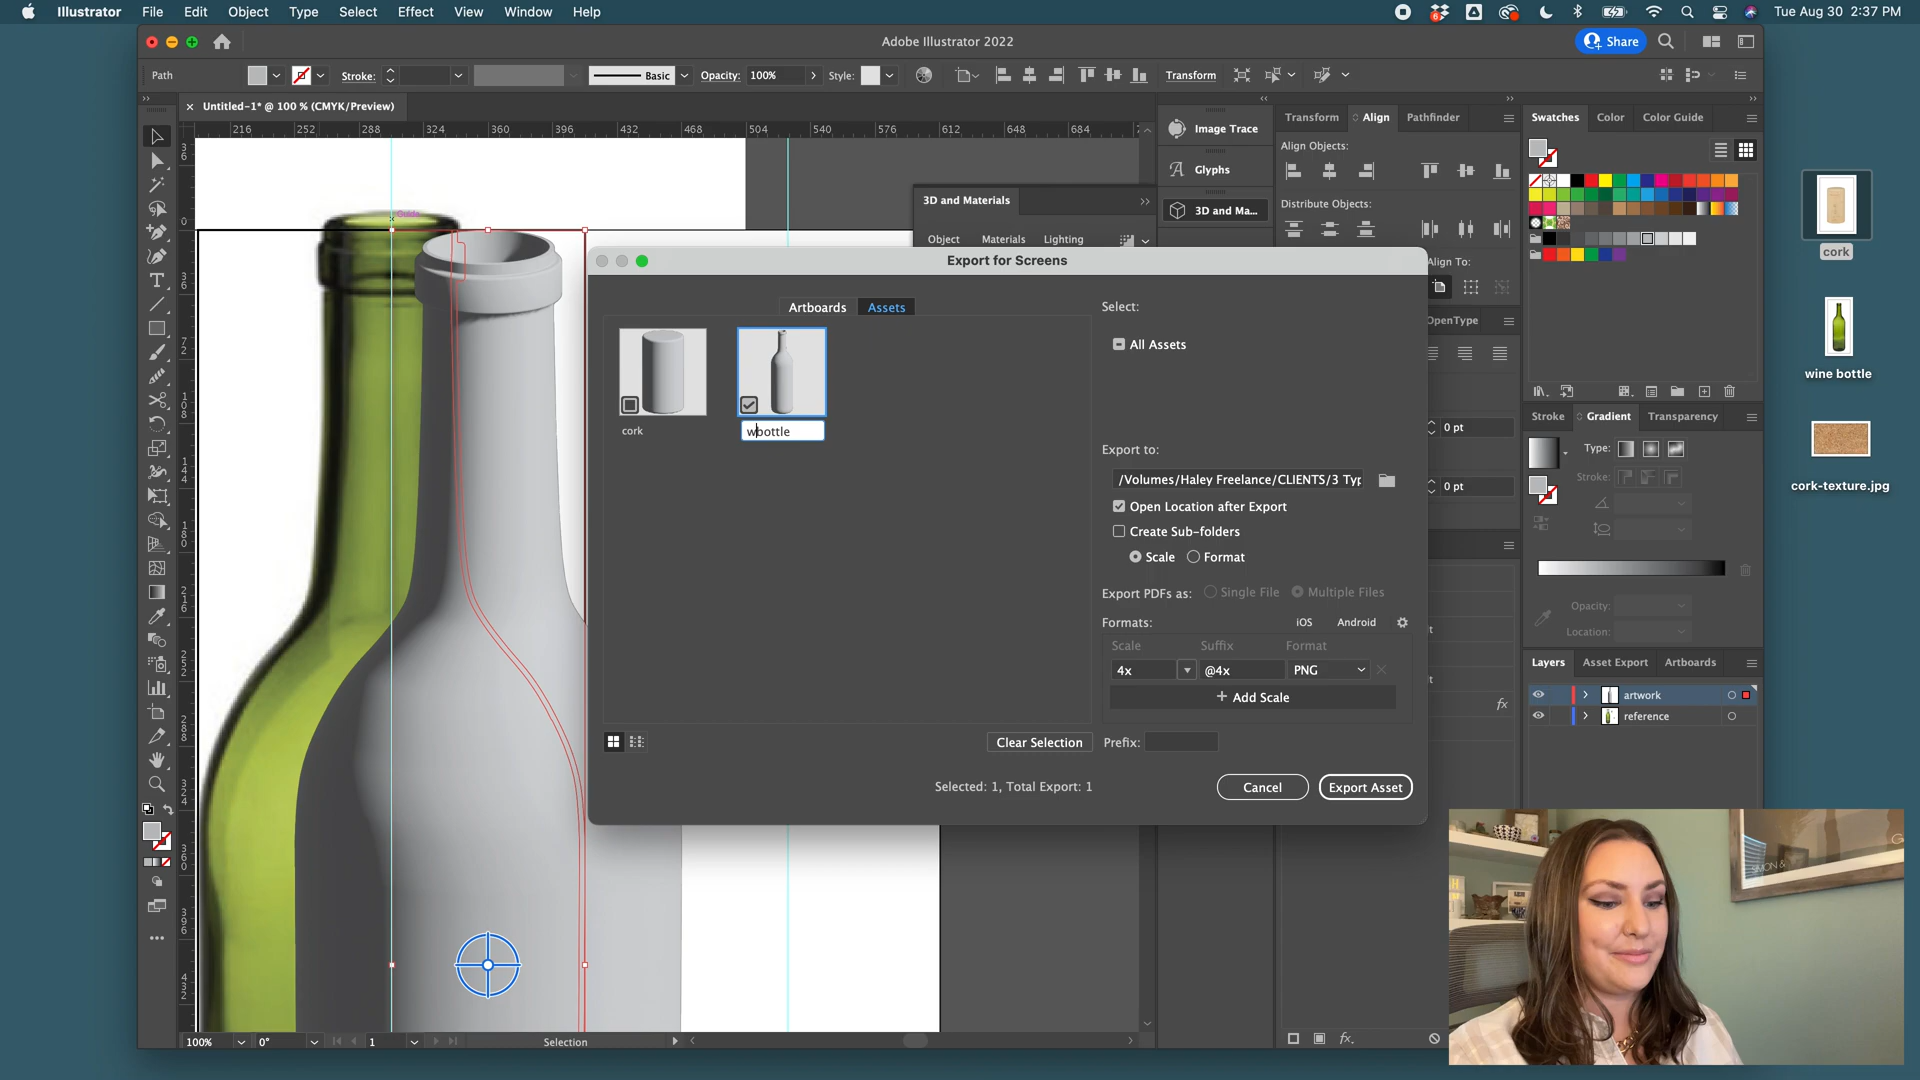 Illustrator File Edit Object Type Select Effect View Window Help
6
Tue Aug 30 2:37 PM
Adobe Illustrator 2022
Share
Path
Stroke:
Basic
Opacity: 100%
Style:
Transform
Untitled-1* @ 100 % (CMYK/Preview)
216 252 288 324 360 396 432 468 504 540 576 612 648 684
Image Trace
Glyphs
3D and Ma...
Transform Align Pathfinder
Align Objects:
Distribute Objects:
Align To:
OpenType
0 pt
0 pt
Swatches Color Color Guide
3D and Materials
Object Materials Lighting
Guide
Export for Screens
Artboards Assets
cork
wbottle
Select:
All Assets
Export to:
/Volumes/Haley Freelance/CLIENTS/3 Typ
Open Location after Export
Create Sub-folders
Scale Format
Export PDFs as: Single File Multiple Files
Formats: iOS Android
Scale Suffix Format
4x @4x PNG
+ Add Scale
Clear Selection
Prefix:
Selected: 1, Total Export: 1
Cancel
Export Asset
Stroke Gradient Transparency
Type:
Stroke:
Opacity:
Location:
Layers Asset Export Artboards
artwork
reference
fx
fx.
cork
wine bottle
cork-texture.jpg
100% 0° 1 Selection
SIMON &